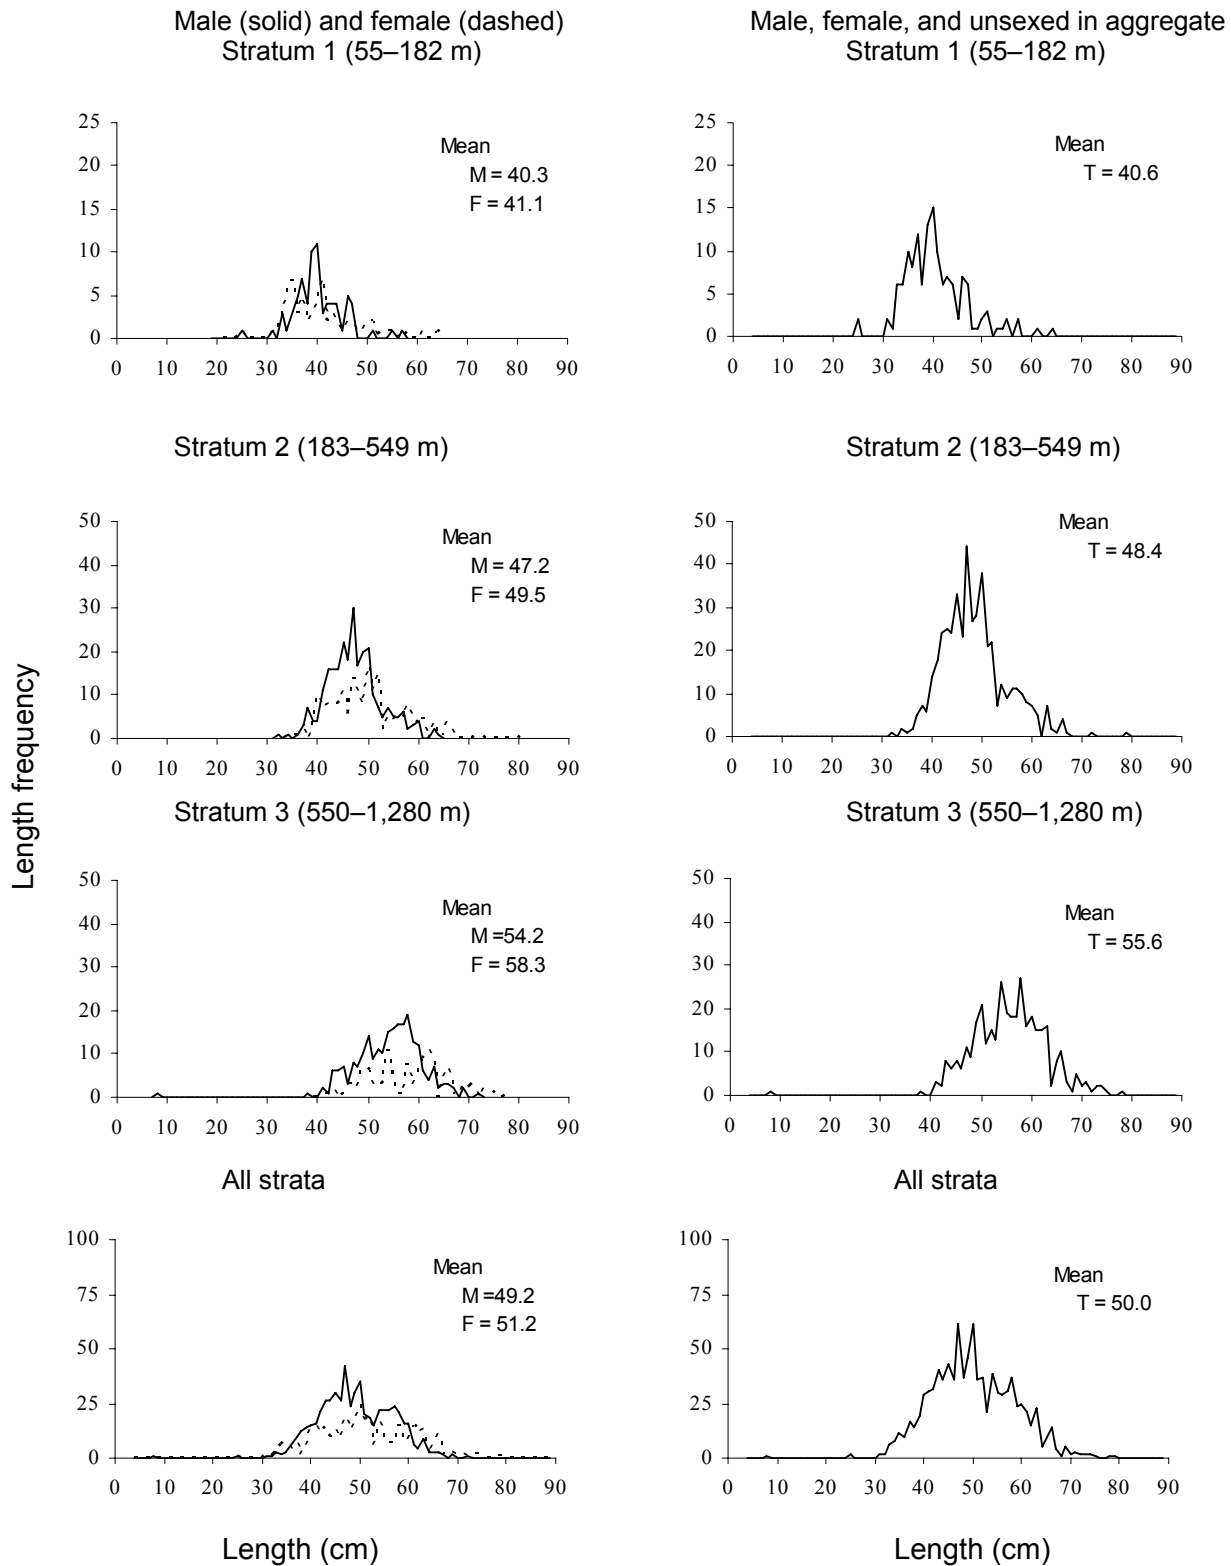 Male (solid) and female (dashed)
Stratum 1 (55–182 m)
Male, female, and unsexed in aggregate
Stratum 1 (55–182 m)
25
20
15
10
5
0
0 10 20 30 40 50 60 70 80 90
Mean
M = 40.3
F = 41.1
25
20
15
10
5
0
0 10 20 30 40 50 60 70 80 90
Mean
T = 40.6
Stratum 2 (183–549 m)
Stratum 2 (183–549 m)
50
40
30
20
10
0
0 10 20 30 40 50 60 70 80 90
Mean
M = 47.2
F = 49.5
50
40
30
20
10
0
0 10 20 30 40 50 60 70 80 90
Mean
T = 48.4
Length frequency
Stratum 3 (550–1,280 m)
Stratum 3 (550–1,280 m)
50
40
30
20
10
0
0 10 20 30 40 50 60 70 80 90
Mean
M =54.2
F = 58.3
50
40
30
20
10
0
0 10 20 30 40 50 60 70 80 90
Mean
T = 55.6
All strata
All strata
100
75
50
25
0
0 10 20 30 40 50 60 70 80 90
Mean
M =49.2
F = 51.2
100
75
50
25
0
0 10 20 30 40 50 60 70 80 90
Mean
T = 50.0
Length (cm)
Length (cm)